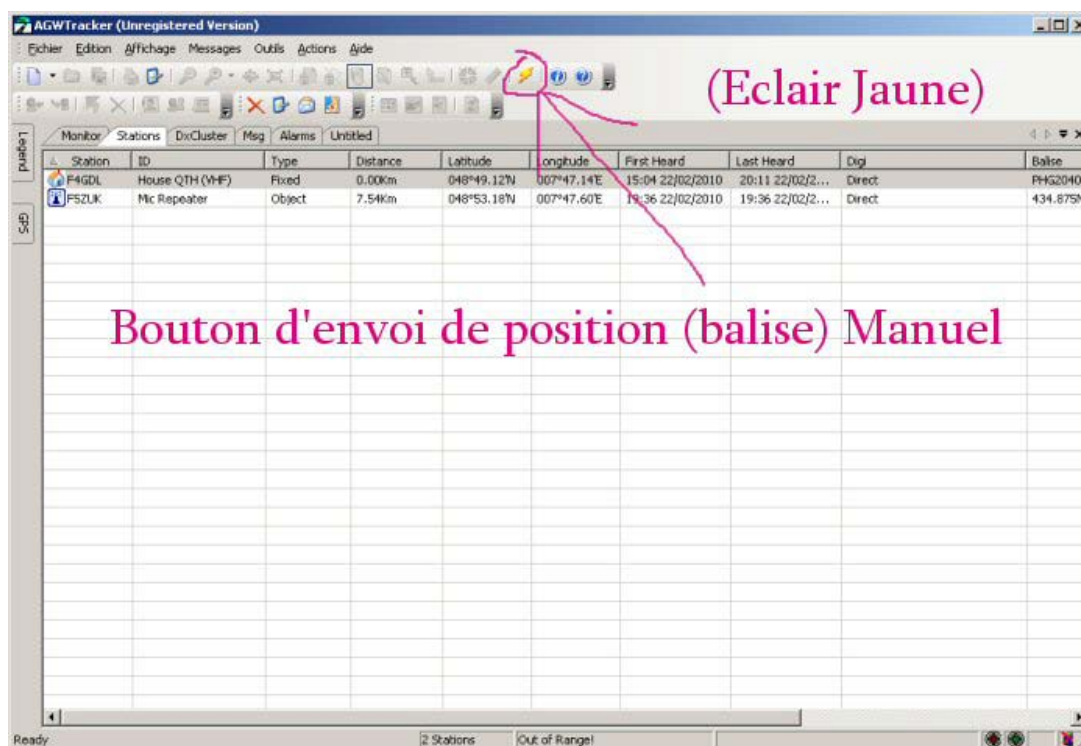 AGWTracker (Unregistered Version)
Fichier Edition Affichage Messages Outils Actions Aide
(Eclair Jaune)
Legend
GPS
Monitor Stations DxCluster Msg Alarms Untitled
Station ID Type Distance Latitude Longitude First Heard Last Heard Digi Balise
F4GDL House QTH (VHF) Fixed 0.00Km 048°49.12'N 007°47.14'E 15:04 22/02/2010 20:11 22/02/2... Direct PHG2040
F5ZUK Mic Repeater Object 7.54Km 048°53.18'N 007°47.60'E 19:36 22/02/2010 19:36 22/02/2... Direct 434.875
Bouton d'envoi de position (balise) Manuel
Ready 2 Stations Out of Range!